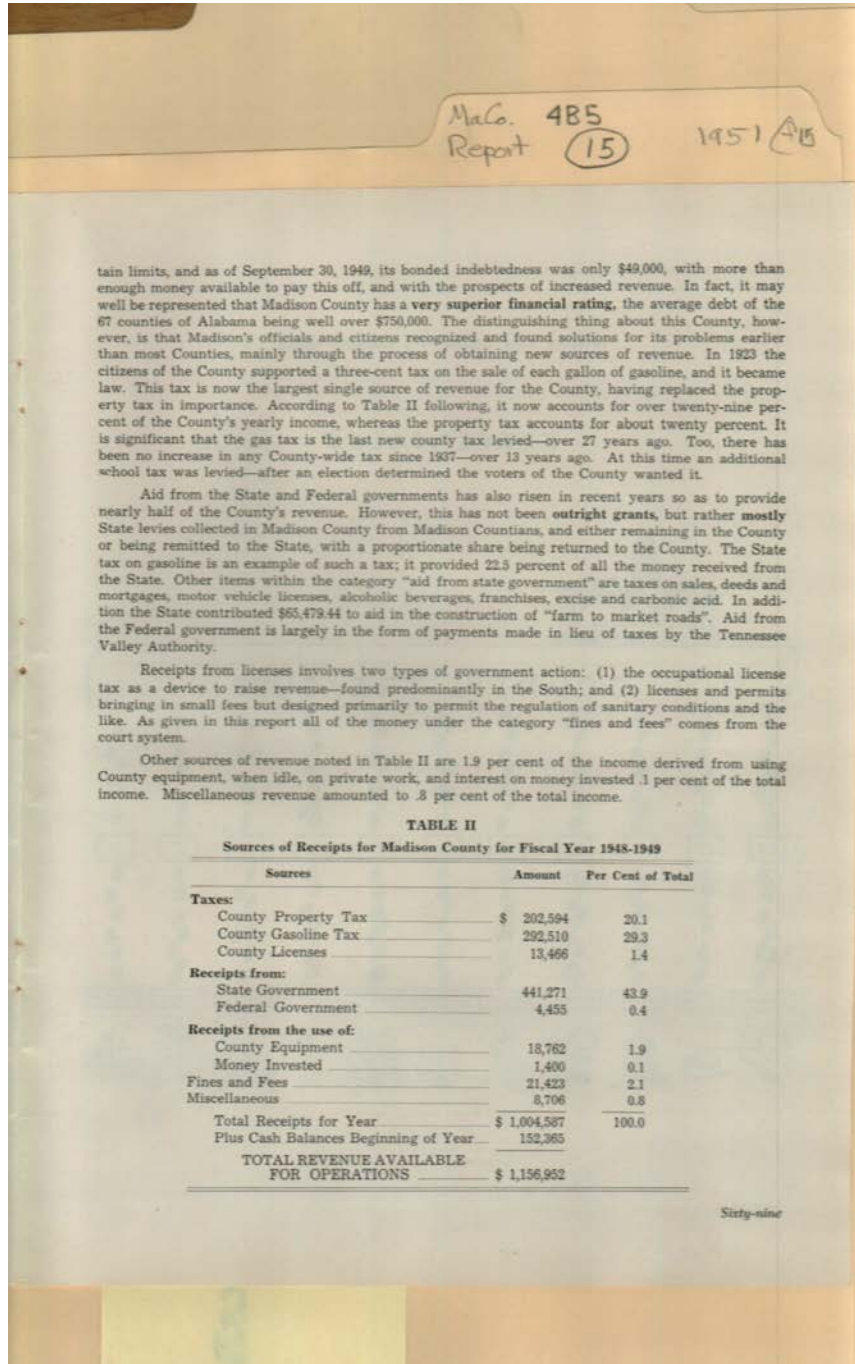 MaCo. 4B5
Report 15
1951
tain limits, and as of September 30, 1949, its bonded indebtedness was only $49,000, with more than
enough money available to pay this off, and with the prospects of increased revenue. In fact, it may
well be represented that Madison County has a very superior financial rating, the average debt of the
67 counties of Alabama being well over $750,000. The distinguishing thing about this County, how-
ever, is that Madison's officials and citizens recognized and found solutions for its problems earlier
than most Counties, mainly through the process of obtaining new sources of revenue. In 1923 the
citizens of the County supported a three-cent tax on the sale of each gallon of gasoline, and it became
law. This tax is now the largest single source of revenue for the County, having replaced the prop-
erty tax in importance. According to Table II following, it now accounts for over twenty-nine per-
cent of the County's yearly income, whereas the property tax accounts for about twenty percent. It
is significant that the gas tax is the last new county tax levied—over 27 years ago. Too, there has
been no increase in any County-wide tax since 1937—over 13 years ago. At this time an additional
school tax was levied—after an election determined the voters of the County wanted it.
Aid from the State and Federal governments has also risen in recent years so as to provide
nearly half of the County's revenue. However, this has not been outright grants, but rather mostly
State levies collected in Madison County from Madison Countians, and either remaining in the County
or being remitted to the State, with a proportionate share being returned to the County. The State
tax on gasoline is an example of such a tax; it provided 22.5 percent of all the money received from
the State. Other items within the category "aid from state government" are taxes on sales, deeds and
mortgages, motor vehicle licenses, alcoholic beverages, franchises, excise and carbonic acid. In addi-
tion the State contributed $65,479.44 to aid in the construction of "farm to market roads". Aid from
the Federal government is largely in the form of payments made in lieu of taxes by the Tennessee
Valley Authority.
Receipts from licenses involves two types of government action: (1) the occupational license
tax as a device to raise revenue—found predominantly in the South; and (2) licenses and permits
bringing in small fees but designed primarily to permit the regulation of sanitary conditions and the
like. As given in this report all of the money under the category "fines and fees" comes from the
court system.
Other sources of revenue noted in Table II are 1.9 per cent of the income derived from using
County equipment, when idle, on private work, and interest on money invested .1 per cent of the total
income. Miscellaneous revenue amounted to .8 per cent of the total income.
TABLE II
Sources of Receipts for Madison County for Fiscal Year 1948-1949
Sources Amount Per Cent of Total
Taxes:
County Property Tax $ 202,594 20.1
County Gasoline Tax 292,510 29.3
County Licenses 13,466 1.4
Receipts from:
State Government 441,271 43.9
Federal Government 4,455 0.4
Receipts from the use of:
County Equipment 18,762 1.9
Money Invested 1,400 0.1
Fines and Fees 21,423 2.1
Miscellaneous 8,706 0.8
Total Receipts for Year $ 1,004,587 100.0
Plus Cash Balances Beginning of Year 152,365
TOTAL REVENUE AVAILABLE
FOR OPERATIONS $ 1,156,952
Sixty-nine